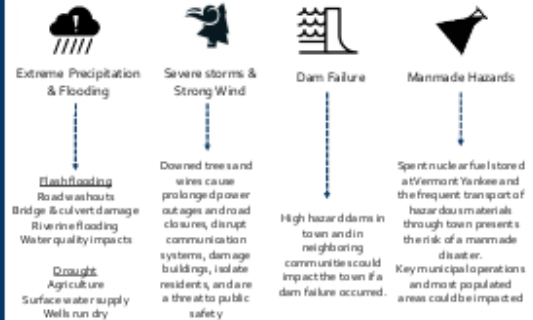 Extreme Precipitation
& Flooding
Flash flooding
Road washouts
Bridge & culvert damage
Riverine flooding
Water quality impacts
Drought
Agriculture
Surface water supply
Wells run dry
Severe storms &
Strong Wind
Downed trees and
wires cause
prolonged power
outages and road
closures, disrupt
communication
systems, damage
buildings, isolate
residents, and are
a threat to public
safety
Dam Failure
High hazard dams in
town and in
neighboring
communities could
impact the town if a
dam failure occurred.
Manmade Hazards
Spent nuclear fuel stored
at Vermont Yankee and
the frequent transport of
hazardous materials
through town presents
the risk of a manmade
disaster.
Key municipal operations
and most populated
areas could be impacted